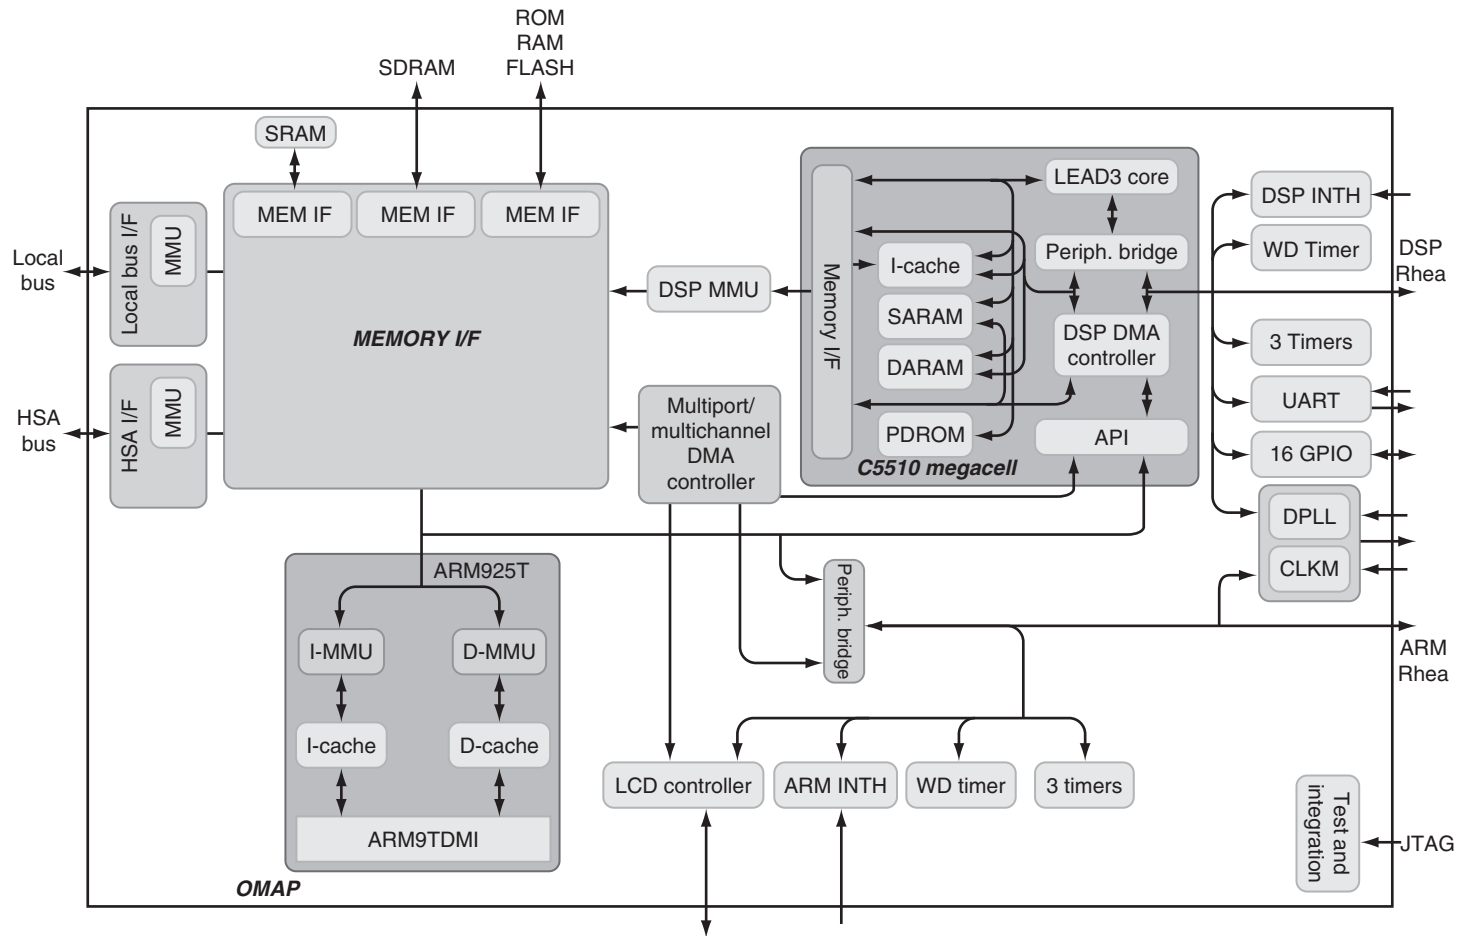 ROM
RAM
FLASH
SDRAM
SRAM
MEM IF
MEM IF
MEM IF
Local bus I/F
MMU
Local
bus
HSA I/F
MMU
HSA
bus
MEMORY I/F
DSP MMU
Memory I/F
LEAD3 core
Periph. bridge
I-cache
SARAM
DARAM
PDROM
DSP DMA
controller
API
C5510 megacell
Multiport/
multichannel
DMA
controller
DSP INTH
WD Timer
DSP
Rhea
3 Timers
UART
16 GPIO
DPLL
CLKM
ARM925T
I-MMU
D-MMU
I-cache
D-cache
ARM9TDMI
Periph. bridge
ARM
Rhea
LCD controller
ARM INTH
WD timer
3 timers
Test and
integration
JTAG
OMAP